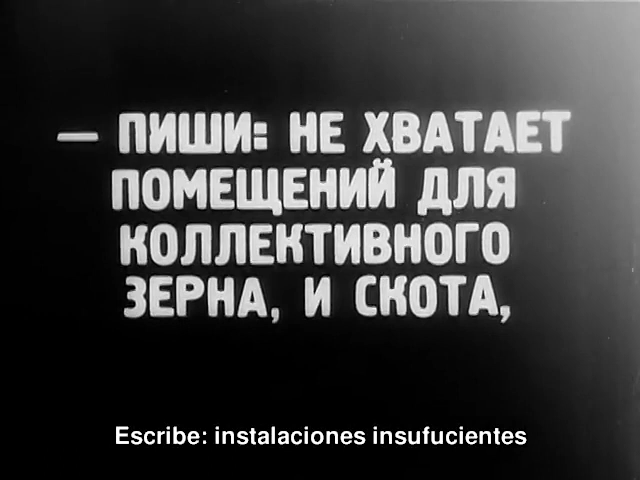 — ПИШИ: НЕ ХВАТАЕТ
ПОМЕЩЕНИЙ ДЛЯ
КОЛЛЕКТИВНОГО
ЗЕРНА, И СКОТА,
Escribe: instalaciones insufucientes